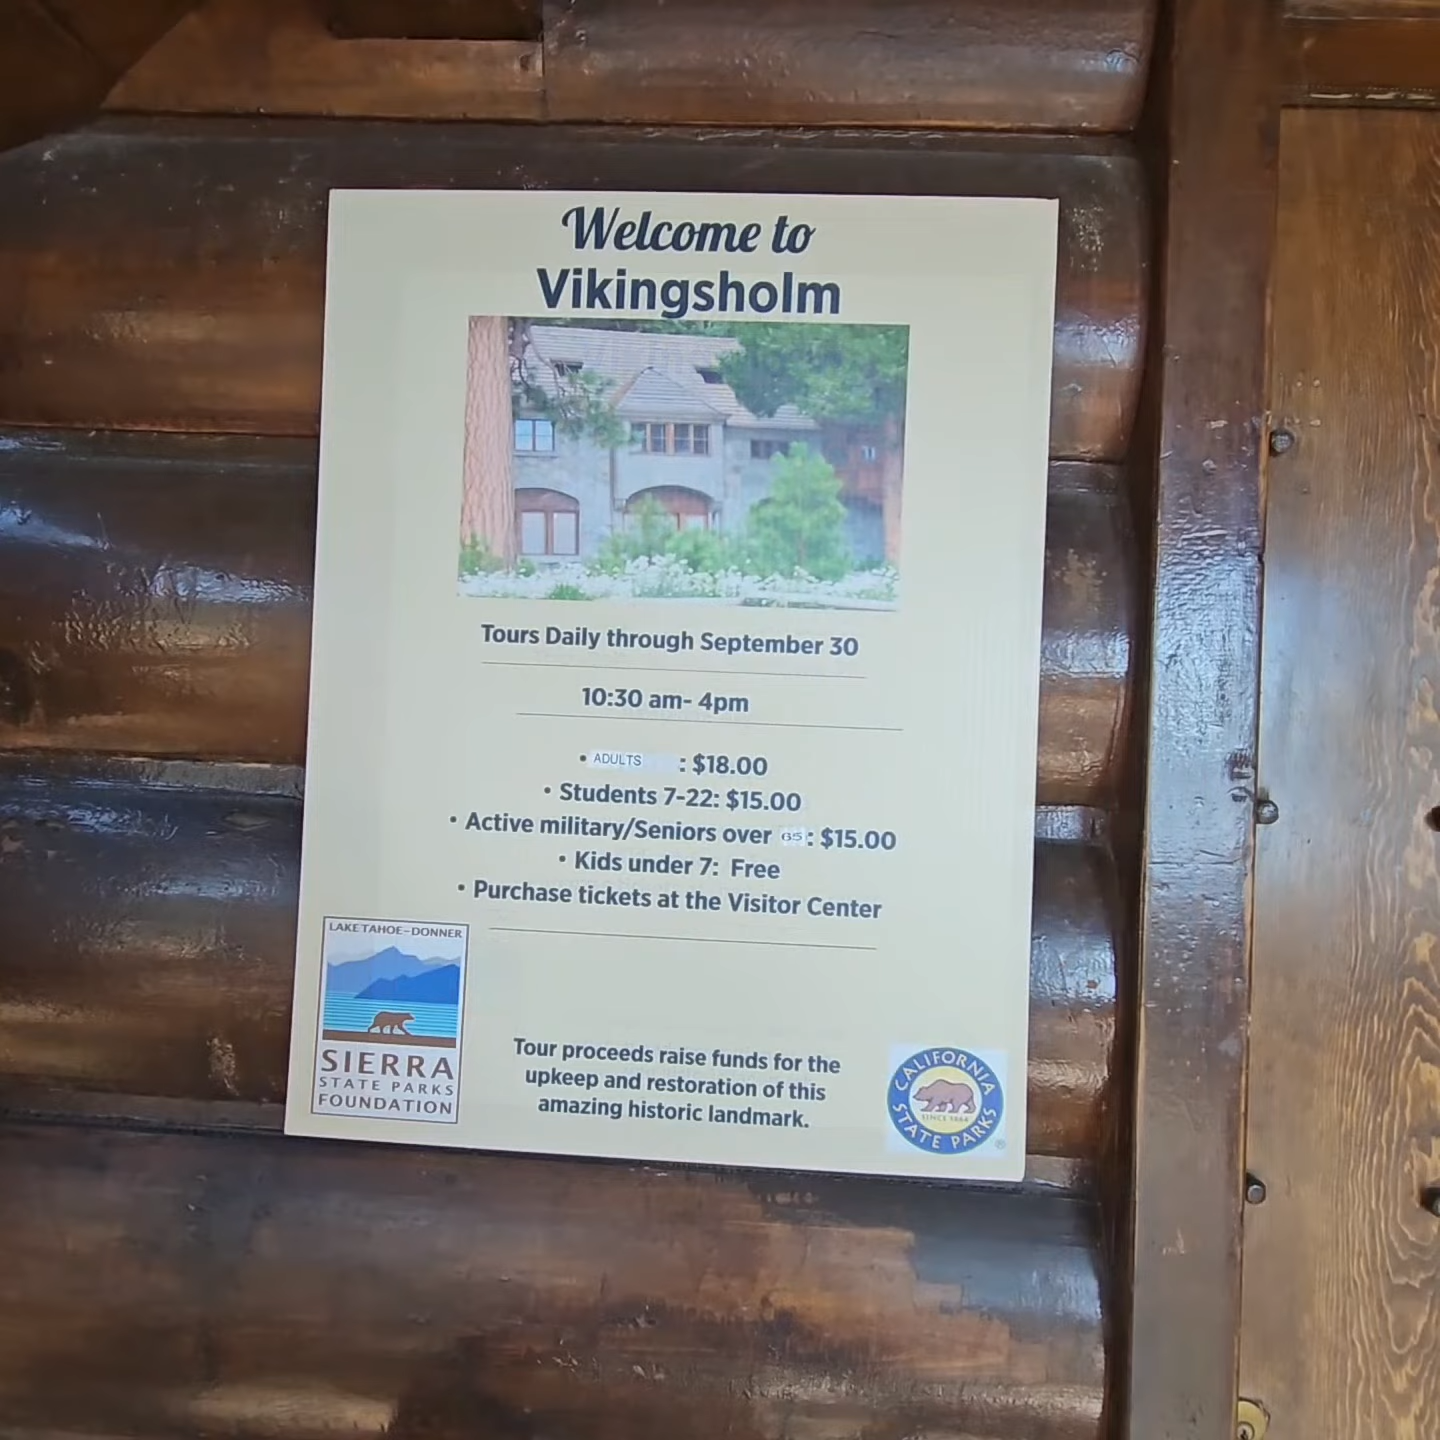 Welcome to
Vikingsholm
Tours Daily through September 30
10:30 am- 4pm
• ADULTS : $18.00
• Students 7-22: $15.00
• Active military/Seniors over 65: $15.00
• Kids under 7: Free
• Purchase tickets at the Visitor Center
LAKE TAHOE–DONNER
SIERRA
STATE PARKS
FOUNDATION
Tour proceeds raise funds for the
upkeep and restoration of this
amazing historic landmark.
CALIFORNIA
SINCE 1864
STATE PARKS
®